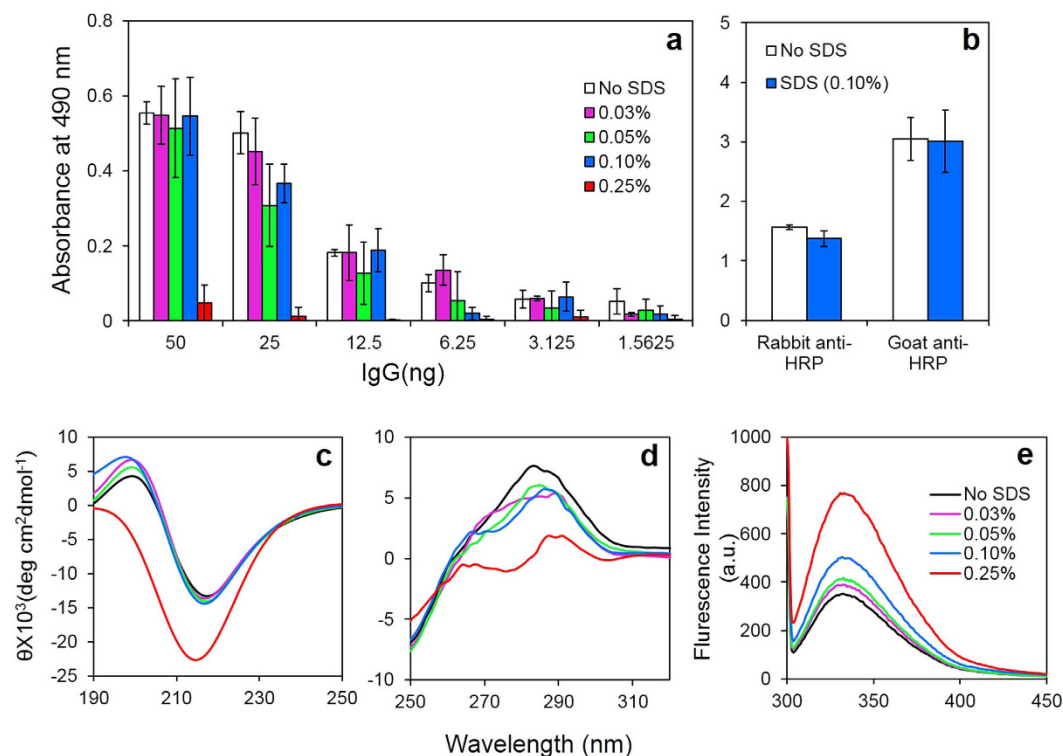 a
Absorbance at 490 nm
0.8
0.6
0.4
0.2
0
No SDS
0.03%
0.05%
0.10%
0.25%
50 25 12.5 6.25 3.125 1.5625
IgG(ng)
b
5
4
3
2
1
0
No SDS
SDS (0.10%)
Rabbit anti-HRP
Goat anti-HRP
c
θX10³(deg cm²dmol⁻¹)
10
5
0
-5
-10
-15
-20
-25
190 210 230 250
d
10
5
0
-5
-10
250 270 290 310
Wavelength (nm)
e
Flurescence Intensity
(a.u.)
1000
800
600
400
200
0
No SDS
0.03%
0.05%
0.10%
0.25%
300 350 400 450